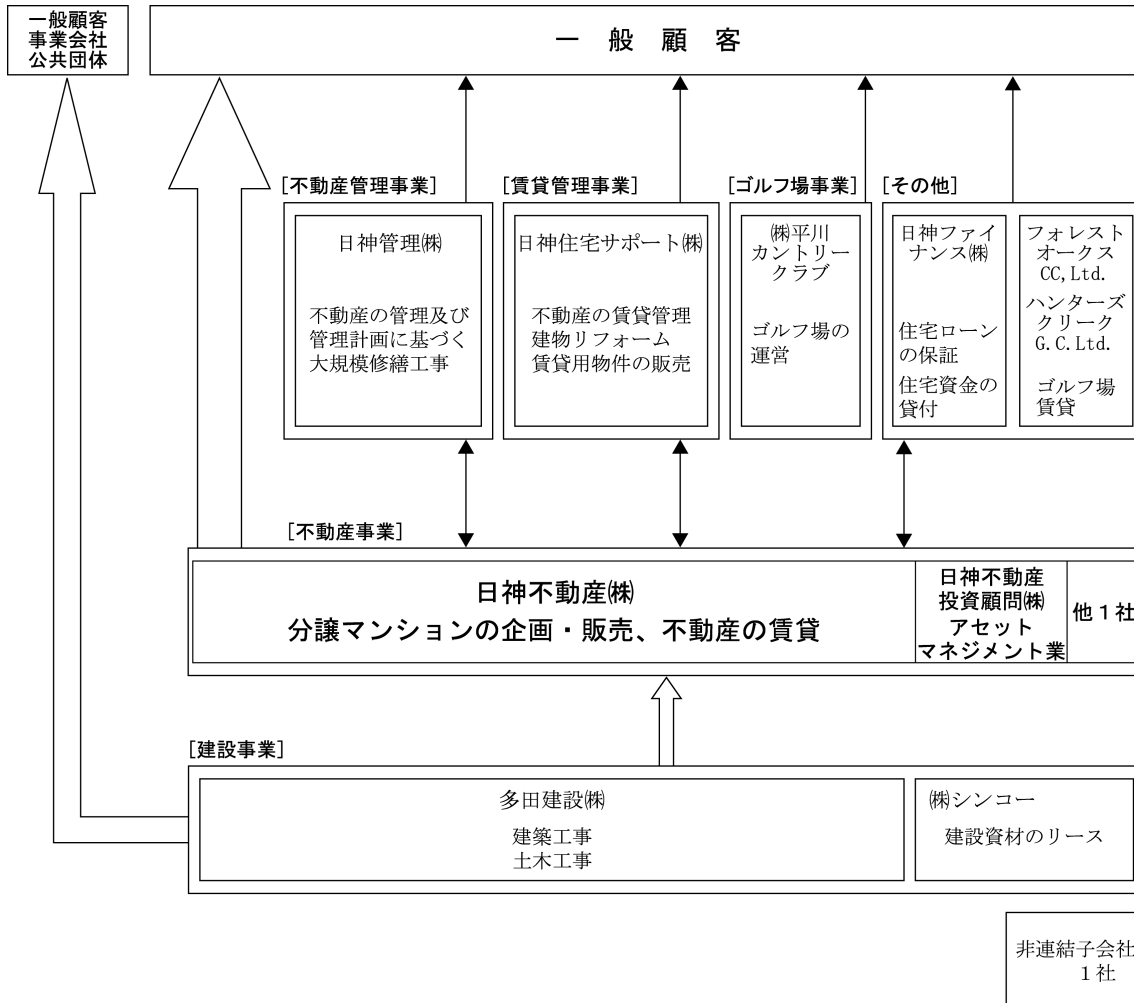 一般顧客
事業会社
公共団体
一般顧客
[不動産管理事業]
日神管理㈱
不動産の管理及び
管理計画に基づく
大規模修繕工事
[賃貸管理事業]
日神住宅サポート㈱
不動産の賃貸管理
建物リフォーム
賃貸用物件の販売
[ゴルフ場事業]
㈱平川
カントリー
クラブ
ゴルフ場の
運営
[その他]
日神ファイ
ナンス㈱
住宅ローン
の保証
住宅資金の
貸付
フォレスト
オークス
CC,Ltd.
ハンターズ
クリーク
G.C.Ltd.
ゴルフ場
賃貸
[不動産事業]
日神不動産㈱
分譲マンションの企画・販売、不動産の賃貸
日神不動産
投資顧問㈱
アセット
マネジメント業
他1社
[建設事業]
多田建設㈱
建築工事
土木工事
㈱シンコー
建設資材のリース
非連結子会社
1社